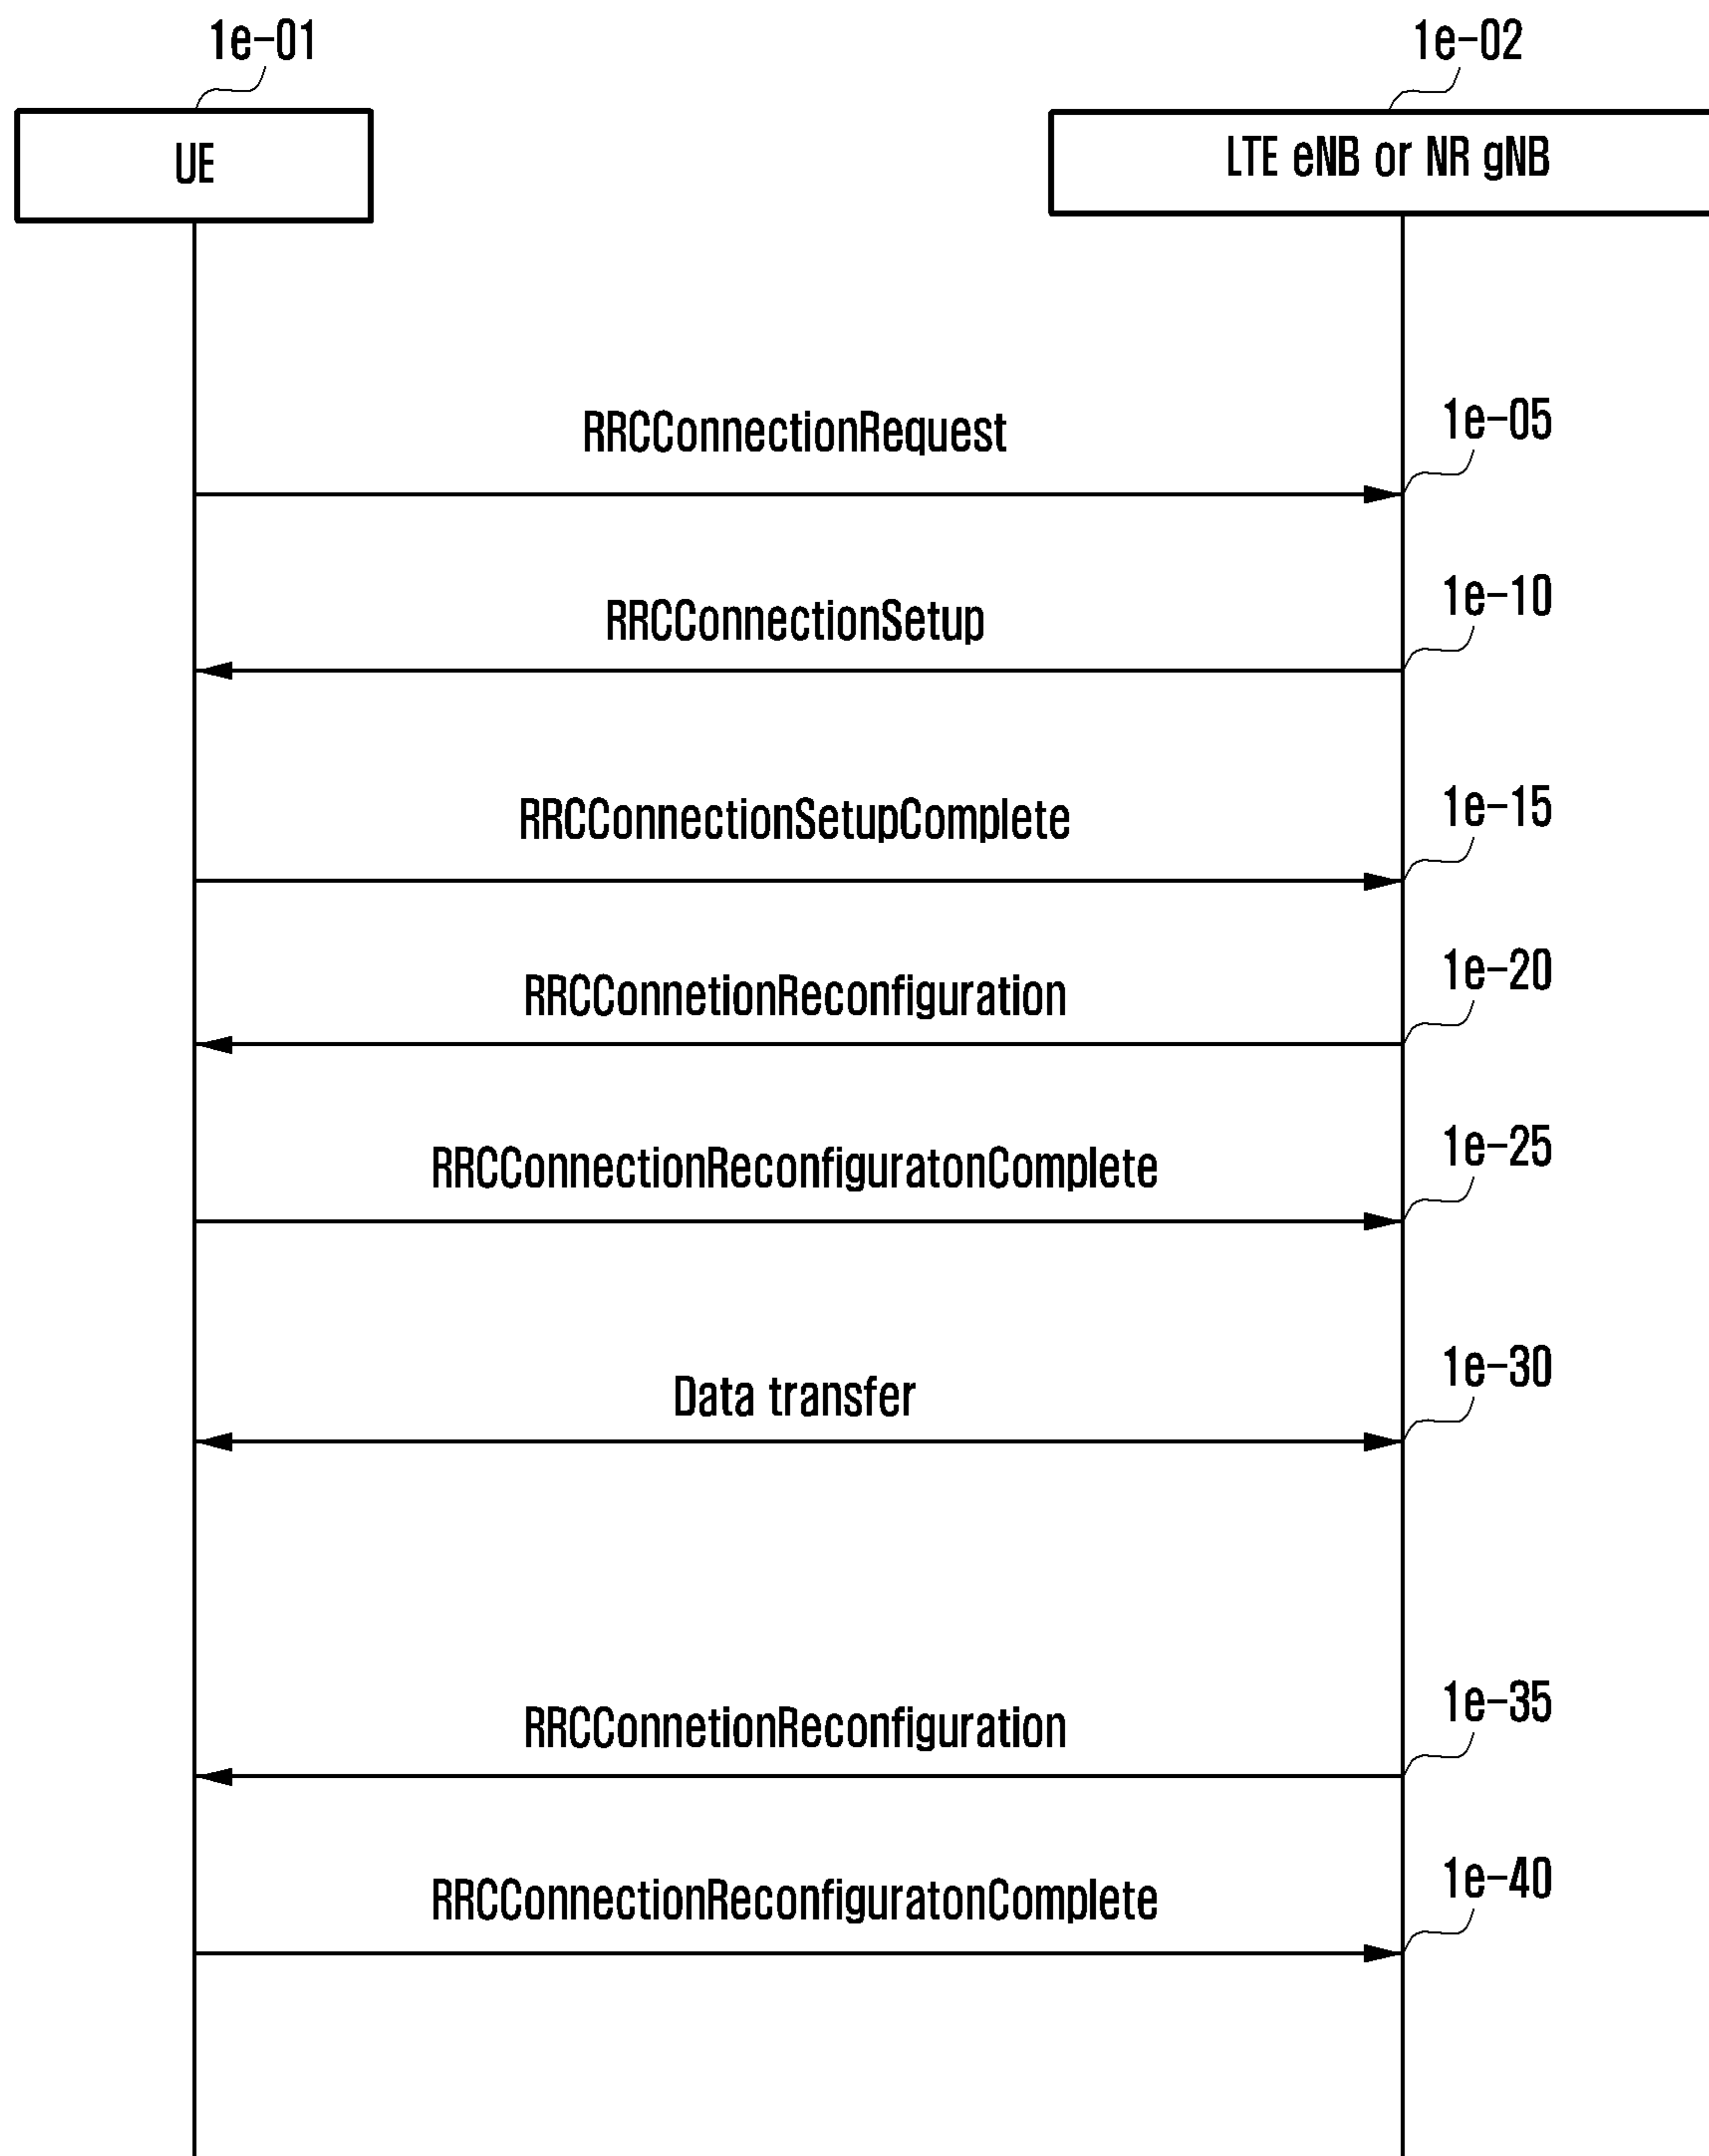 1e-01
1e-02
UE
LTE eNB or NR gNB
RRCConnectionRequest
1e-05
RRCConnectionSetup
1e-10
RRCConnectionSetupComplete
1e-15
RRCConnetionReconfiguration
1e-20
RRCConnectionReconfiguratonComplete
1e-25
Data transfer
1e-30
RRCConnetionReconfiguration
1e-35
RRCConnectionReconfiguratonComplete
1e-40